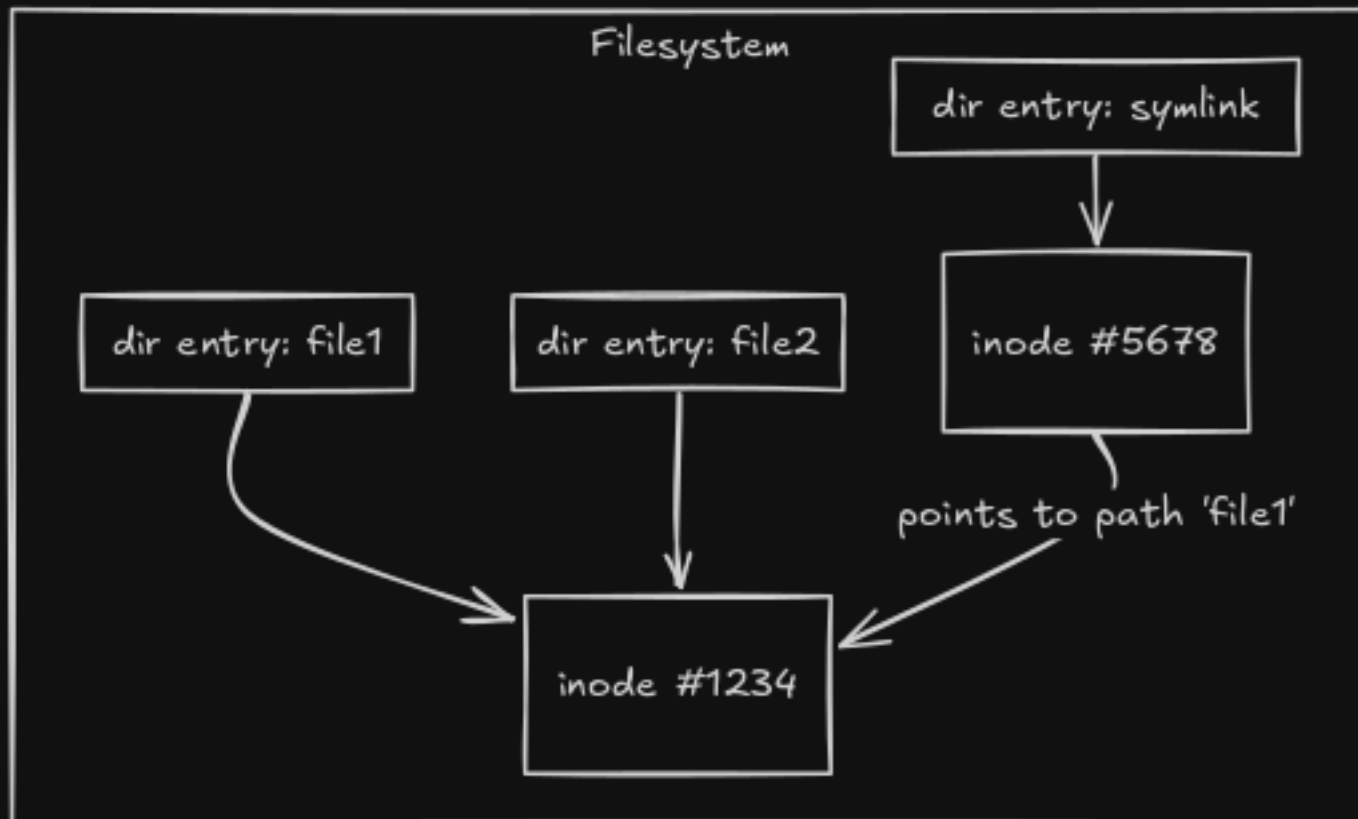 Filesystem
dir entry: symlink
dir entry: file1
dir entry: file2
inode #5678
points to path 'file1'
inode #1234